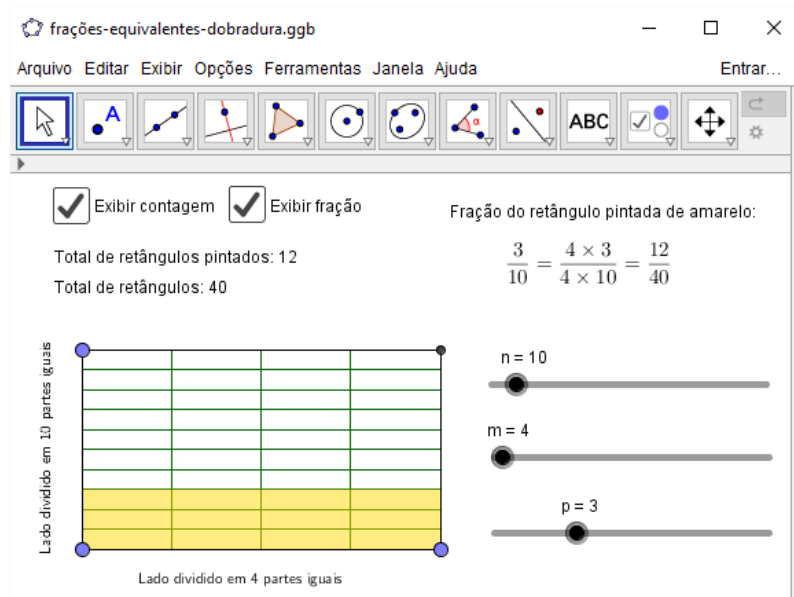 frações-equivalentes-dobradura.ggb
Arquivo Editar Exibir Opções Ferramentas Janela Ajuda Entrar...
A α ABC
Exibir contagem Exibir fração
Fração do retângulo pintada de amarelo:
Total de retângulos pintados: 12
Total de retângulos: 40
3/10 = 4 × 3/4 × 10 = 12/40
Lado dividido em 10 partes iguais
n = 10
m = 4
p = 3
Lado dividido em 4 partes iguais